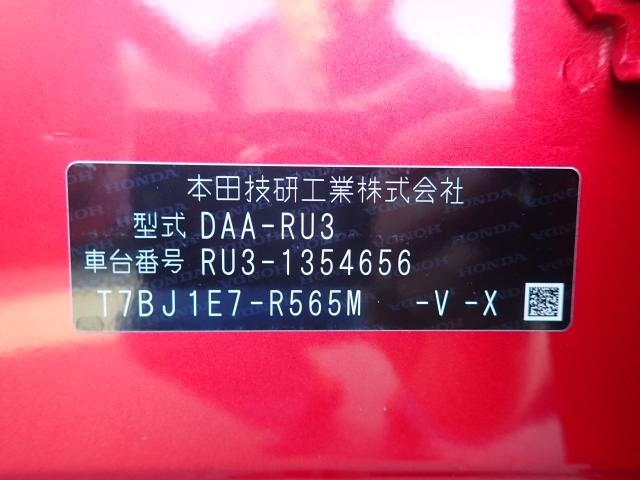 本田技研工業株式会社
型式 DAA-RU3
車台番号 RU3-1354656
T7BJ1E7-R565M -V -X